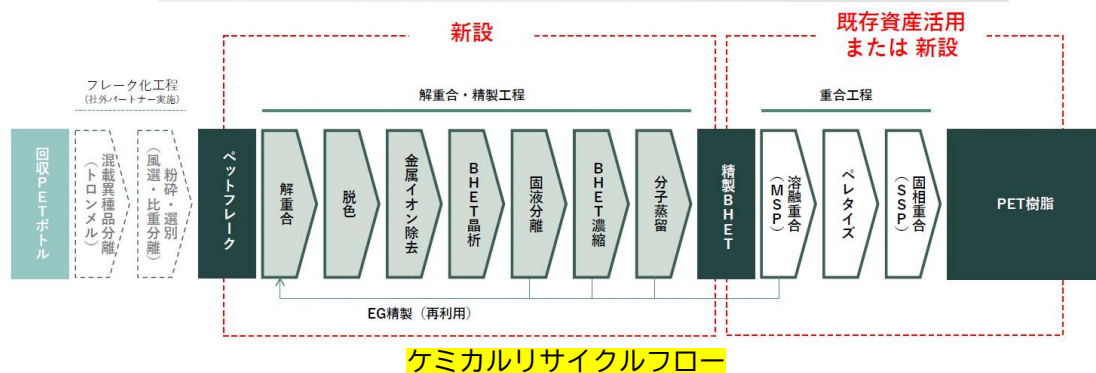 新設
既存資産活用
または 新設
フレーク化工程
（社外パートナー実施）
解重合・精製工程
重合工程
回収PETボトル
混載異種品分離
（トロンメル）
粉砕・選別
（風選・比重分離）
ペットフレーク
解重合
脱色
金属イオン除去
BHET晶析
固液分離
BHET濃縮
分子蒸留
精製BHET
溶融重合
（MSP）
ペレタイズ
固相重合
（SSP）
PET樹脂
EG精製（再利用）
ケミカルリサイクルフロー